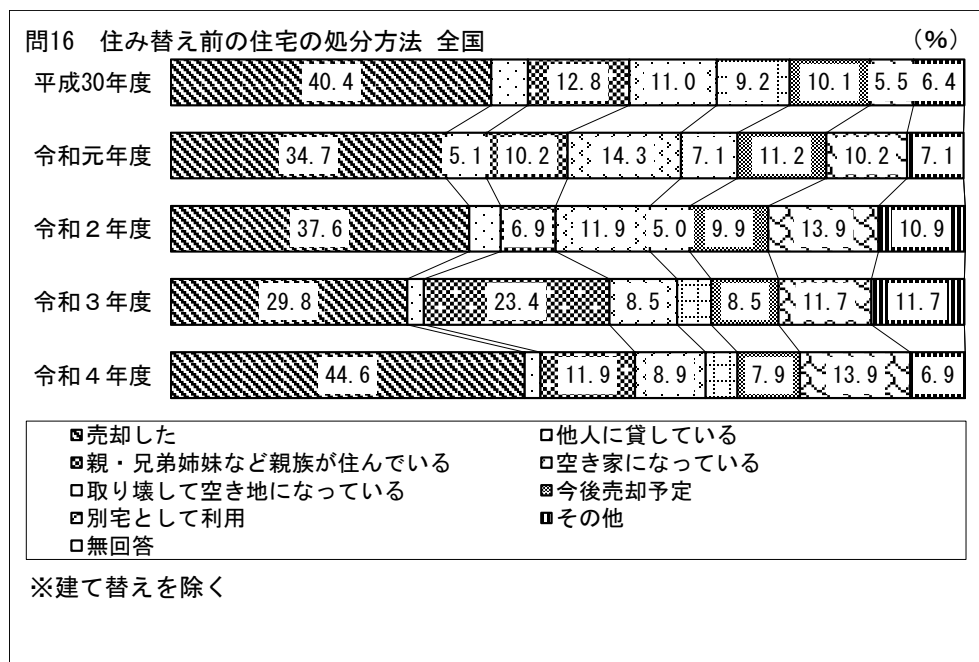 問16 住み替え前の住宅の処分方法 全国 (%)
平成30年度 40.4 12.8 11.0 9.2 10.1 5.5 6.4
令和元年度 34.7 5.1 10.2 14.3 7.1 11.2 10.2 7.1
令和２年度 37.6 6.9 11.9 5.0 9.9 13.9 10.9
令和３年度 29.8 23.4 8.5 8.5 11.7 11.7
令和４年度 44.6 11.9 8.9 7.9 13.9 6.9
売却した 他人に貸している
親・兄弟姉妹など親族が住んでいる 空き家になっている
取り壊して空き地になっている 今後売却予定
別宅として利用 その他
無回答
※建て替えを除く